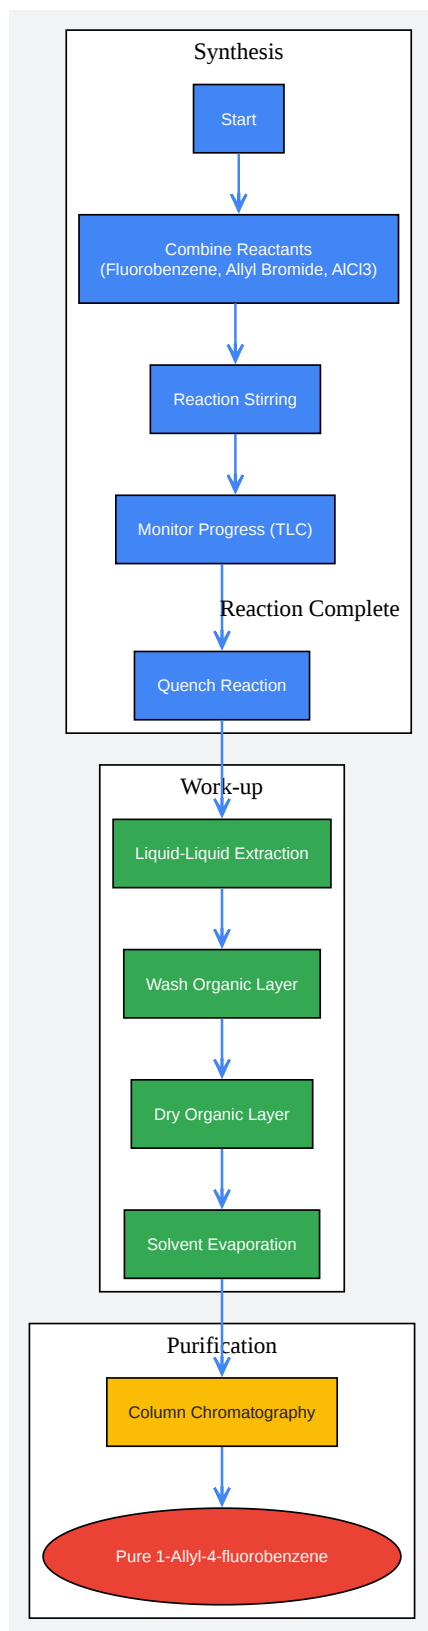 Synthesis
Start
Combine Reactants
(Fluorobenzene, Allyl Bromide, AlCl3)
Reaction Stirring
Monitor Progress (TLC)
Reaction Complete
Quench Reaction
Work-up
Liquid-Liquid Extraction
Wash Organic Layer
Dry Organic Layer
Solvent Evaporation
Purification
Column Chromatography
Pure 1-Allyl-4-fluorobenzene